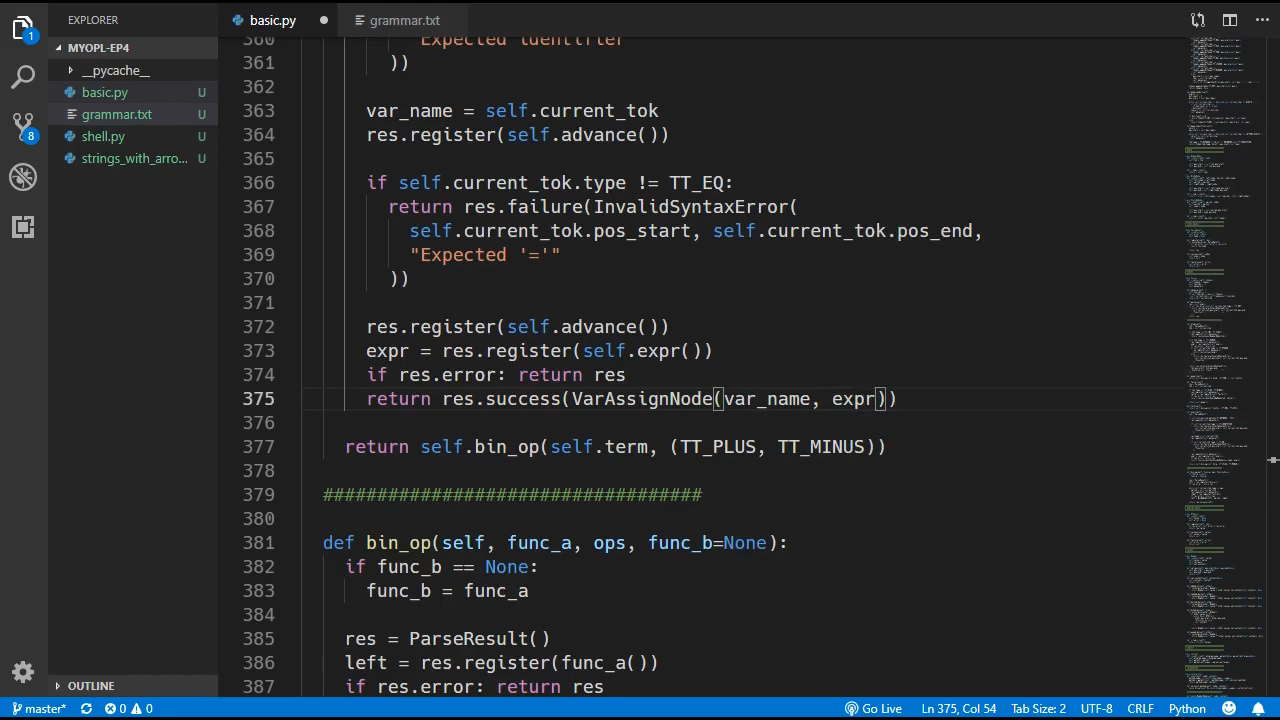 EXPLORER
MYOPL-EP4
__pycache__
basic.py U
grammar.txt U
shell.py U
strings_with_arro... U
OUTLINE
1
8
basic.py
grammar.txt
360 "Expected identifier"
361 ))
362
363 var_name = self.current_tok
364 res.register(self.advance())
365
366 if self.current_tok.type != TT_EQ:
367 return res.failure(InvalidSyntaxError(
368 self.current_tok.pos_start, self.current_tok.pos_end,
369 "Expected '='"
370 ))
371
372 res.register(self.advance())
373 expr = res.register(self.expr())
374 if res.error: return res
375 return res.success(VarAssignNode(var_name, expr))
376
377 return self.bin_op(self.term, (TT_PLUS, TT_MINUS))
378
379 ###################################
380
381 def bin_op(self, func_a, ops, func_b=None):
382 if func_b == None:
383 func_b = func_a
384
385 res = ParseResult()
386 left = res.register(func_a())
387 if res.error: return res
master* 0 0 Go Live Ln 375, Col 54 Tab Size: 2 UTF-8 CRLF Python